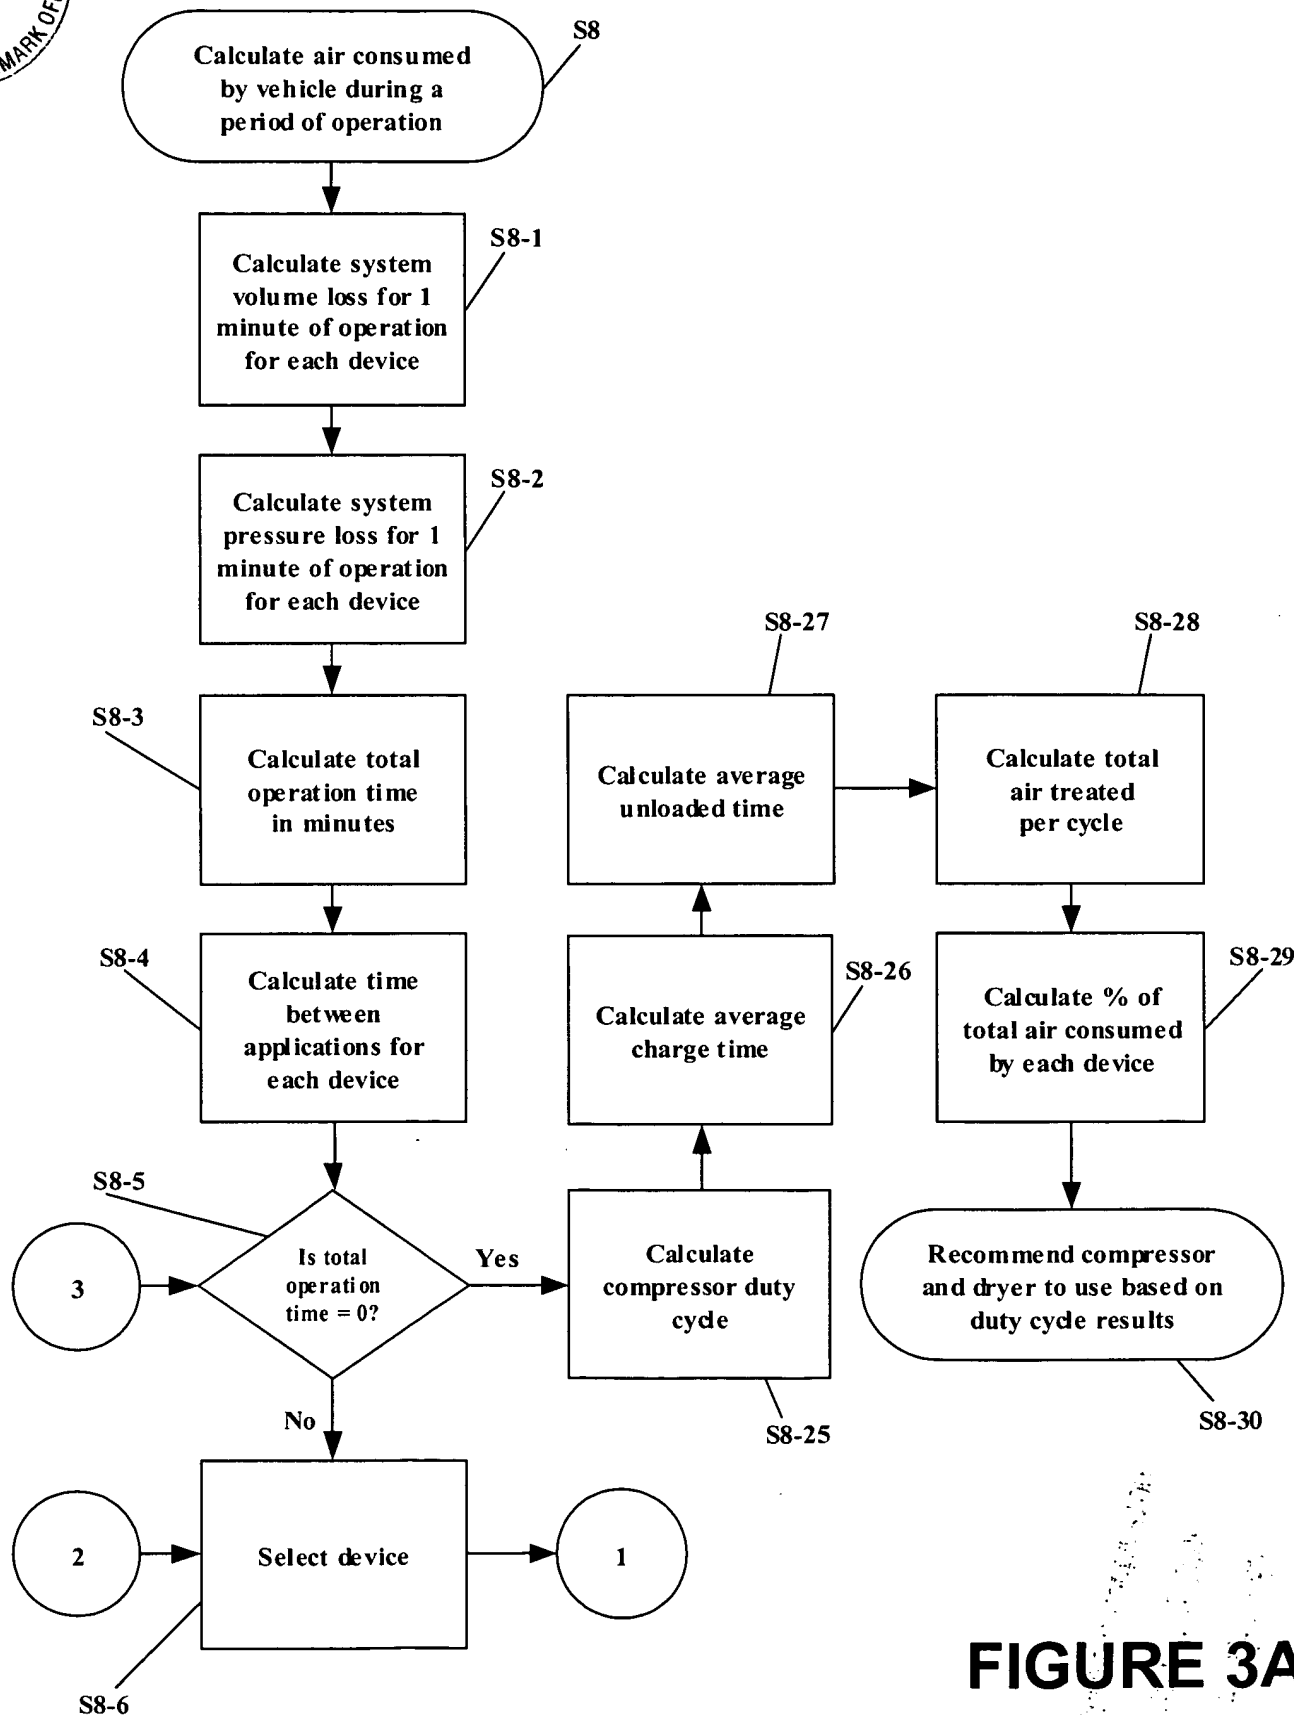 MARK OF
Calculate air consumed
by vehicle during a
period of operation
S8
S8-1
Calculate system
volume loss for 1
minute of operation
for each device
S8-2
Calculate system
pressure loss for 1
minute of operation
for each device
S8-3
Calculate total
operation time
in minutes
S8-4
Calculate time
between
applications for
each device
S8-5
3
Is total
operation
time = 0?
Yes
No
2
Select device
1
S8-6
Calculate
compressor duty
cycle
S8-25
S8-26
Calculate average
charge time
S8-27
Calculate average
unloaded time
S8-28
Calculate total
air treated
per cycle
S8-29
Calculate % of
total air consumed
by each device
Recommend compressor
and dryer to use based on
duty cycle results
S8-30
FIGURE 3A